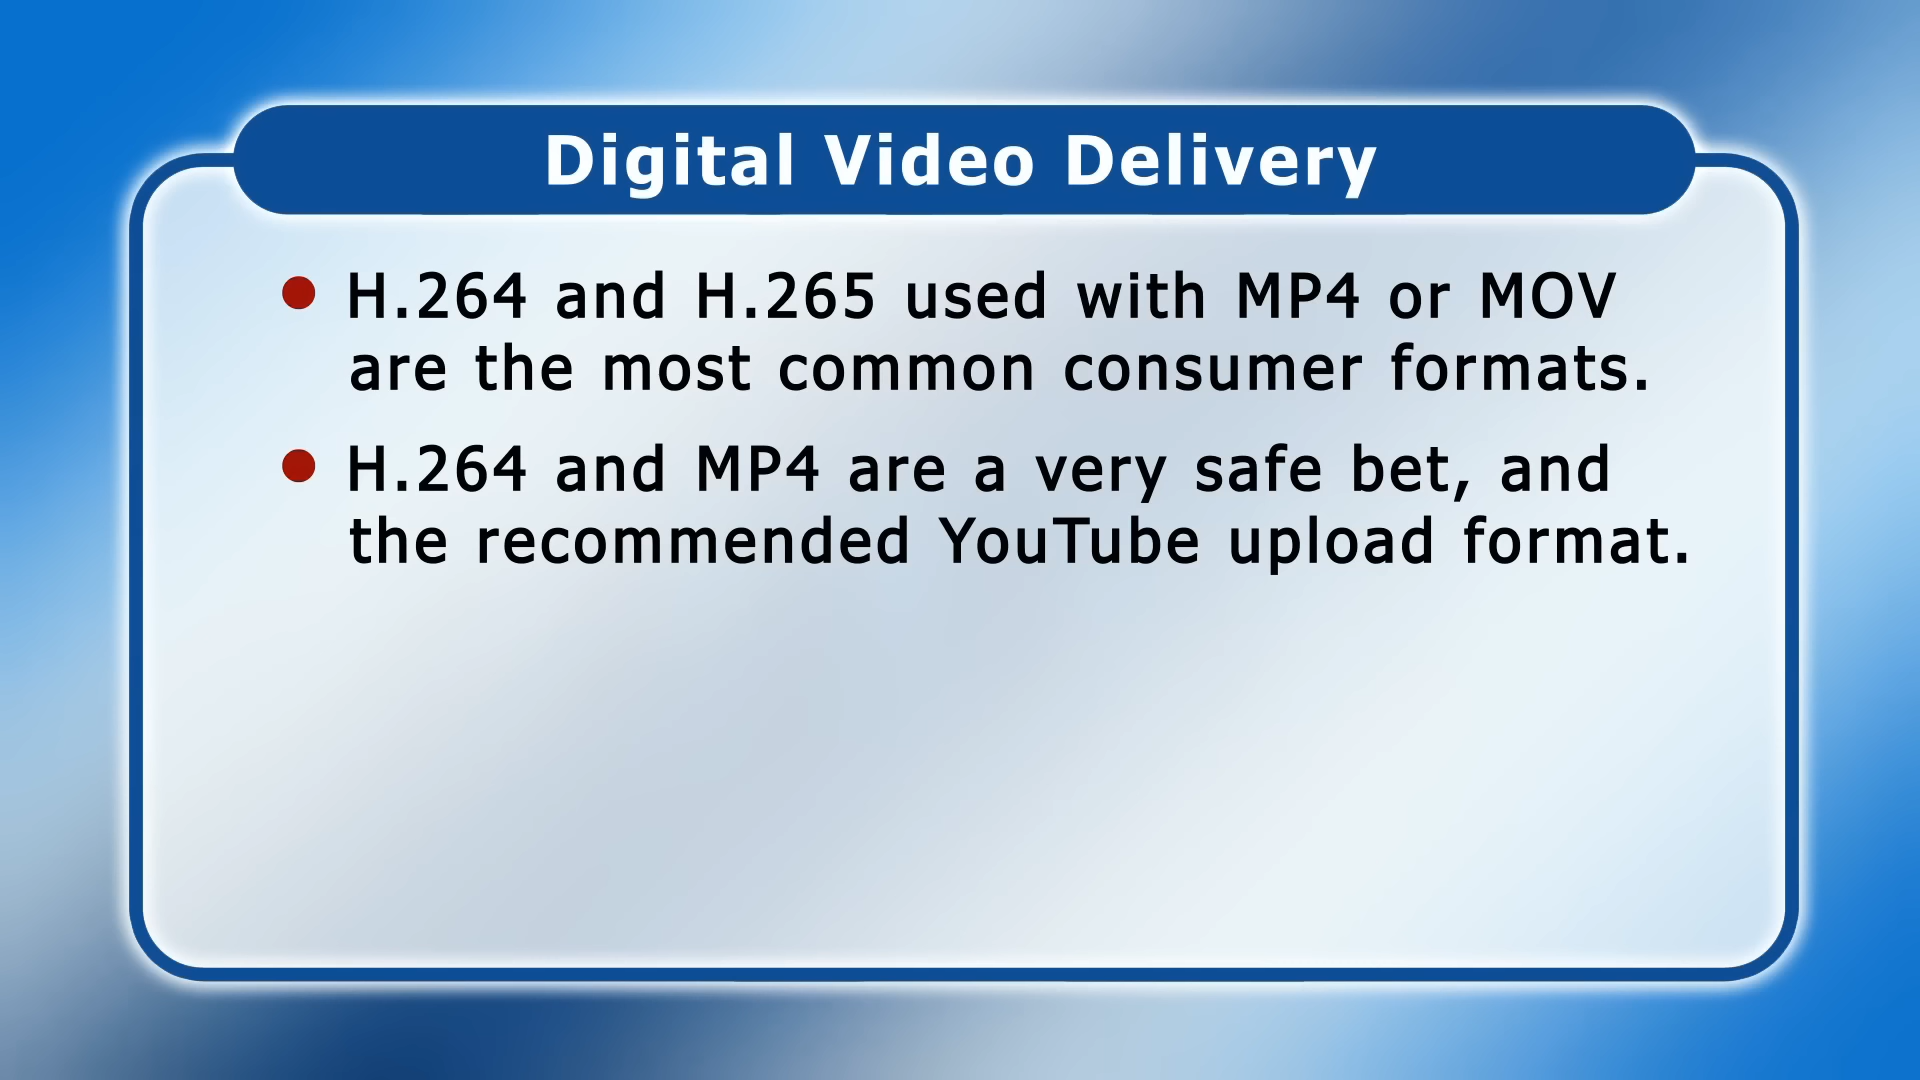 Digital Video Delivery
H.264 and H.265 used with MP4 or MOV
are the most common consumer formats.
H.264 and MP4 are a very safe bet, and
the recommended YouTube upload format.